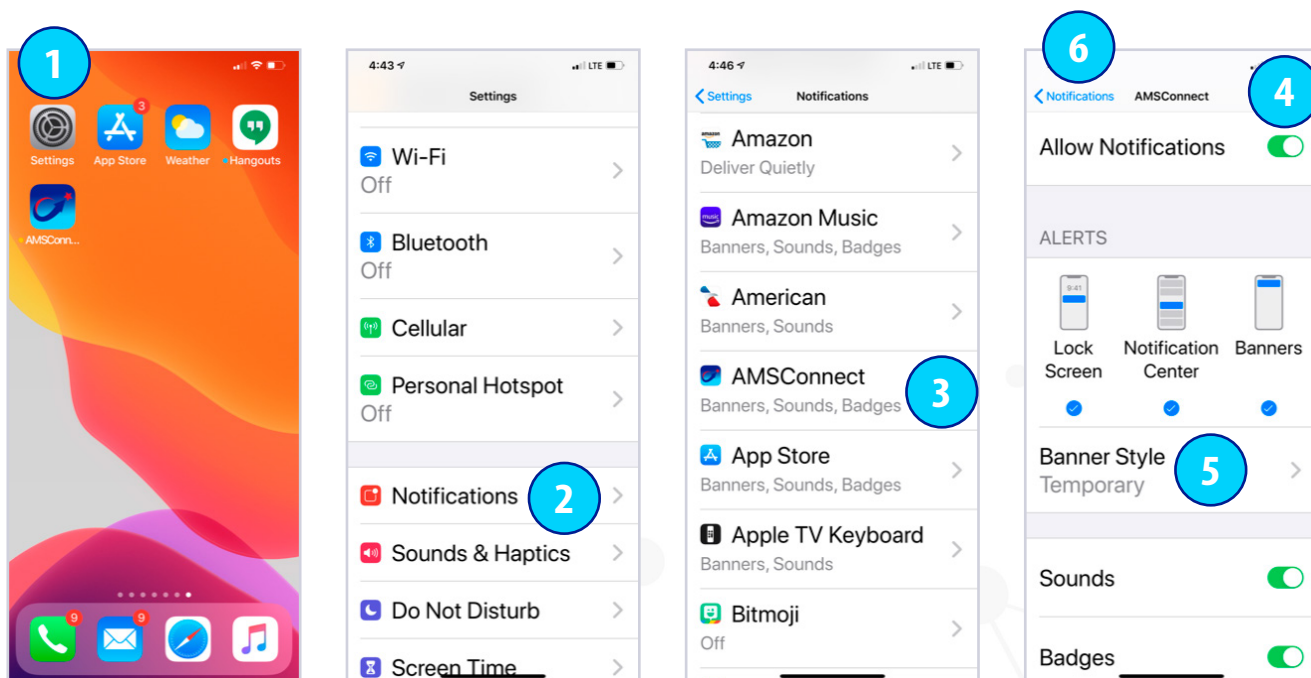 1
3
Settings
App Store
Weather
Hangouts
AMSConn...
9
9
4:43
LTE
Settings
Wi-Fi
Off
Bluetooth
Off
Cellular
Personal Hotspot
Off
Notifications
2
Sounds & Haptics
Do Not Disturb
Screen Time
4:46
LTE
Settings
Notifications
Amazon
Deliver Quietly
Amazon Music
Banners, Sounds, Badges
American
Banners, Sounds
AMSConnect
Banners, Sounds, Badges
3
App Store
Banners, Sounds, Badges
Apple TV Keyboard
Banners, Sounds
Bitmoji
Off
6
4
Notifications
AMSConnect
Allow Notifications
ALERTS
9:41
Lock Screen
Notification Center
Banners
Banner Style
Temporary
5
Sounds
Badges